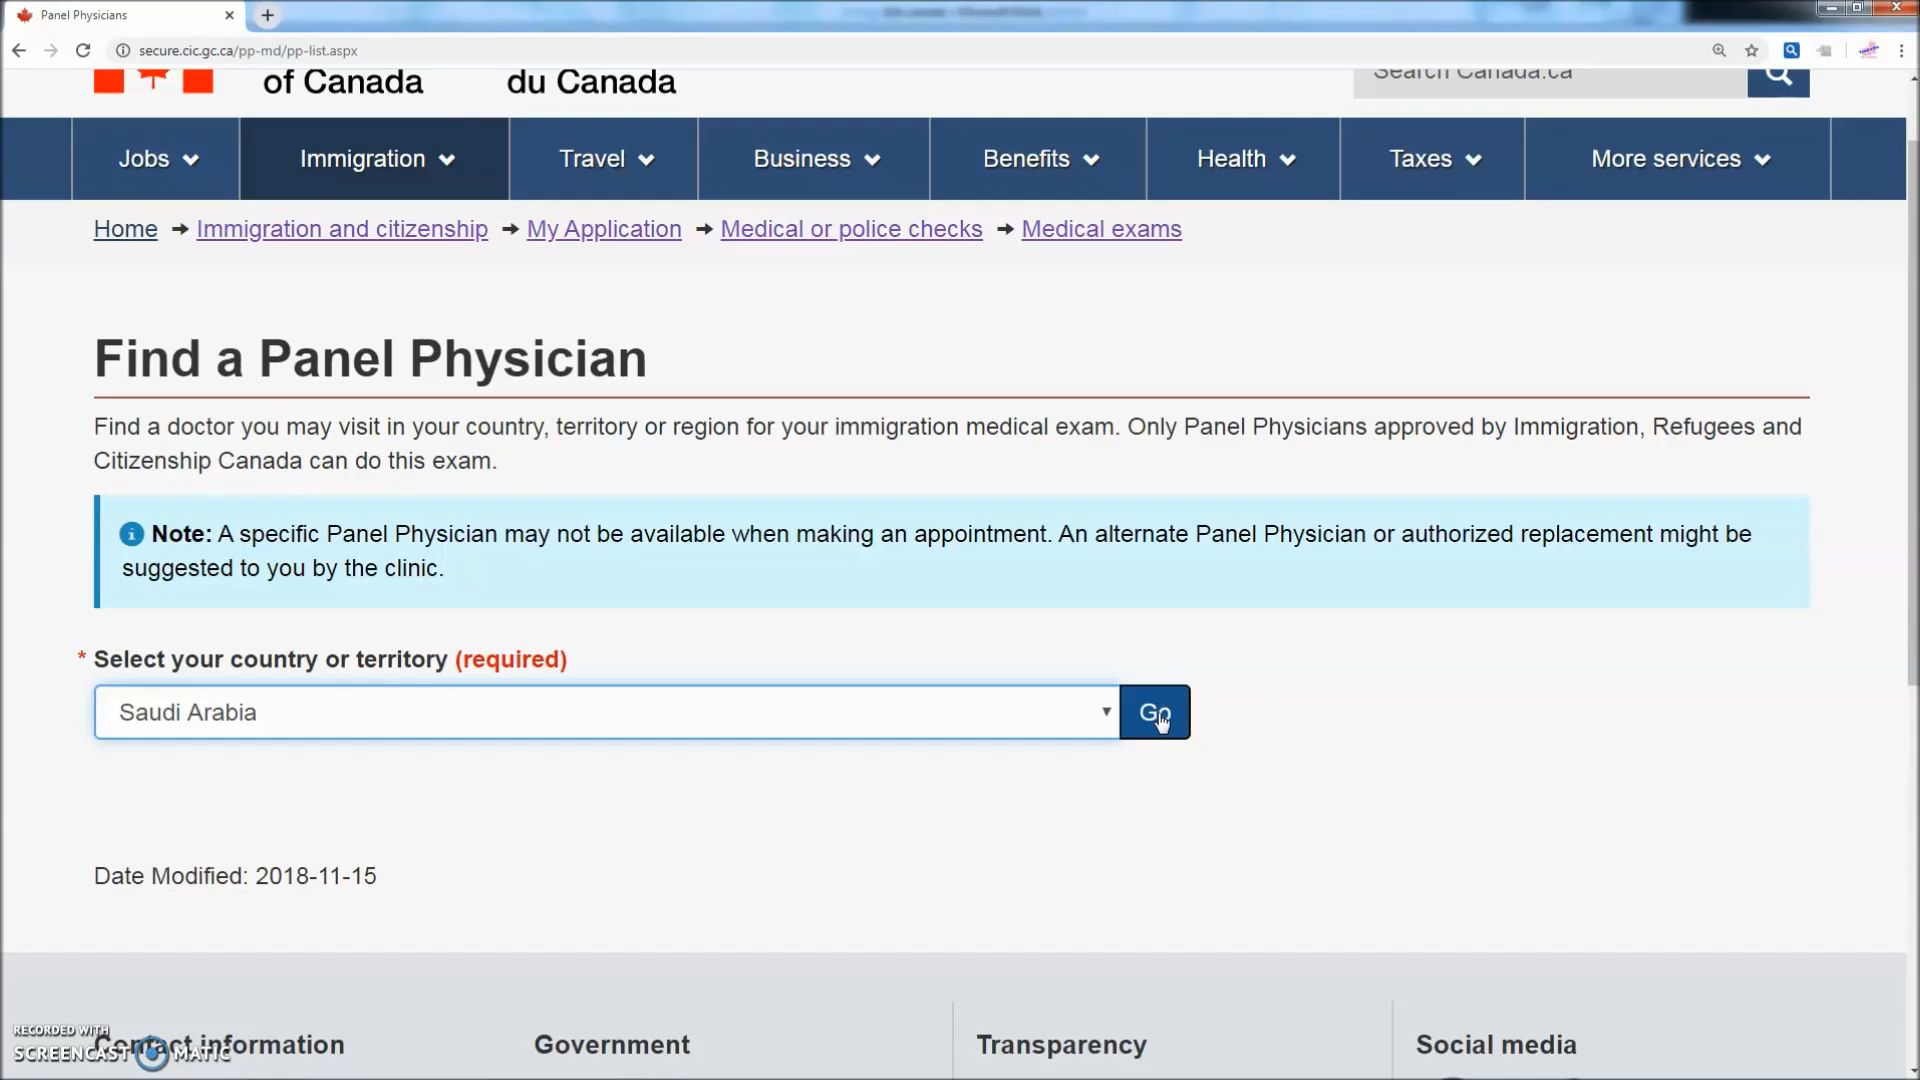 Panel Physicians
secure.cic.gc.ca/pp-md/pp-list.aspx
of Canada du Canada
Search Canada.ca
Jobs Immigration Travel Business Benefits Health Taxes More services
Home → Immigration and citizenship → My Application → Medical or police checks → Medical exams
Find a Panel Physician
Find a doctor you may visit in your country, territory or region for your immigration medical exam. Only Panel Physicians approved by Immigration, Refugees and
Citizenship Canada can do this exam.
Note: A specific Panel Physician may not be available when making an appointment. An alternate Panel Physician or authorized replacement might be
suggested to you by the clinic.
* Select your country or territory (required)
Saudi Arabia Go
Date Modified: 2018-11-15
RECORDED WITH
SCREENCAST MATIC
Contact information Government Transparency Social media